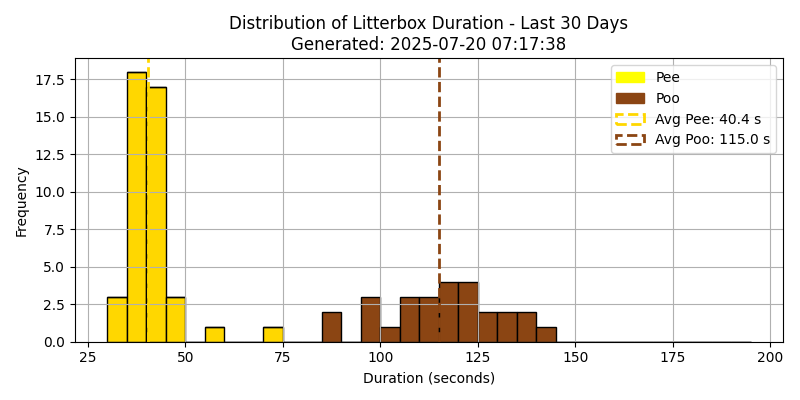 Distribution of Litterbox Duration - Last 30 Days
Generated: 2025-07-20 07:17:38
Pee
Poo
Avg Pee: 40.4 s
Avg Poo: 115.0 s
Frequency
17.5
15.0
12.5
10.0
7.5
5.0
2.5
0.0
25 50 75 100 125 150 175 200
Duration (seconds)